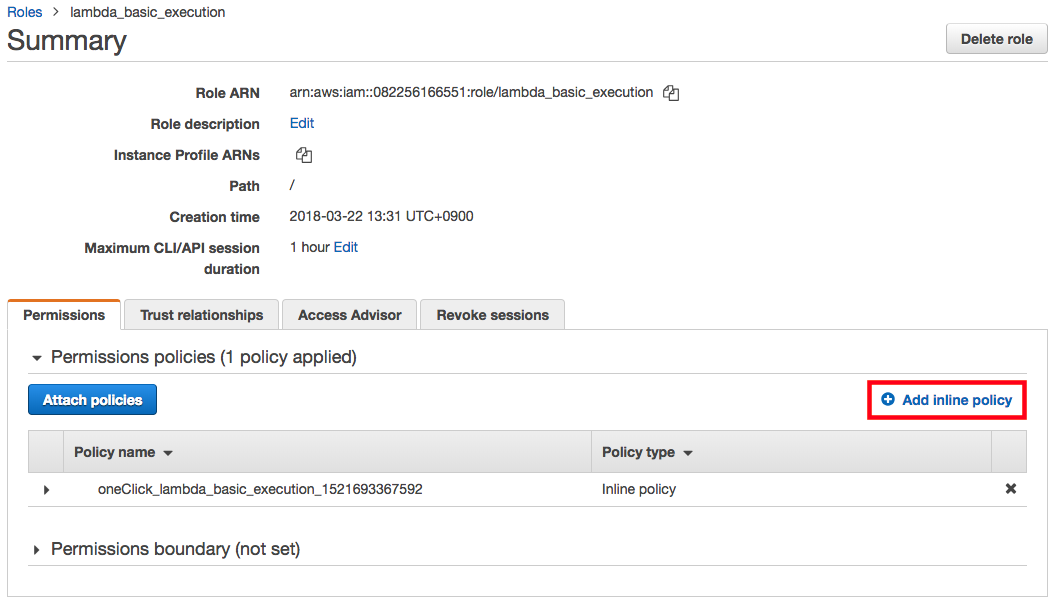 Roles > lambda_basic_execution
Summary
Delete role
Role ARN arn:aws:iam::082256166551:role/lambda_basic_execution
Role description Edit
Instance Profile ARNs
Path /
Creation time 2018-03-22 13:31 UTC+0900
Maximum CLI/API session duration 1 hour Edit
Permissions Trust relationships Access Advisor Revoke sessions
Permissions policies (1 policy applied)
Attach policies Add inline policy
Policy name Policy type
oneClick_lambda_basic_execution_1521693367592 Inline policy
Permissions boundary (not set)